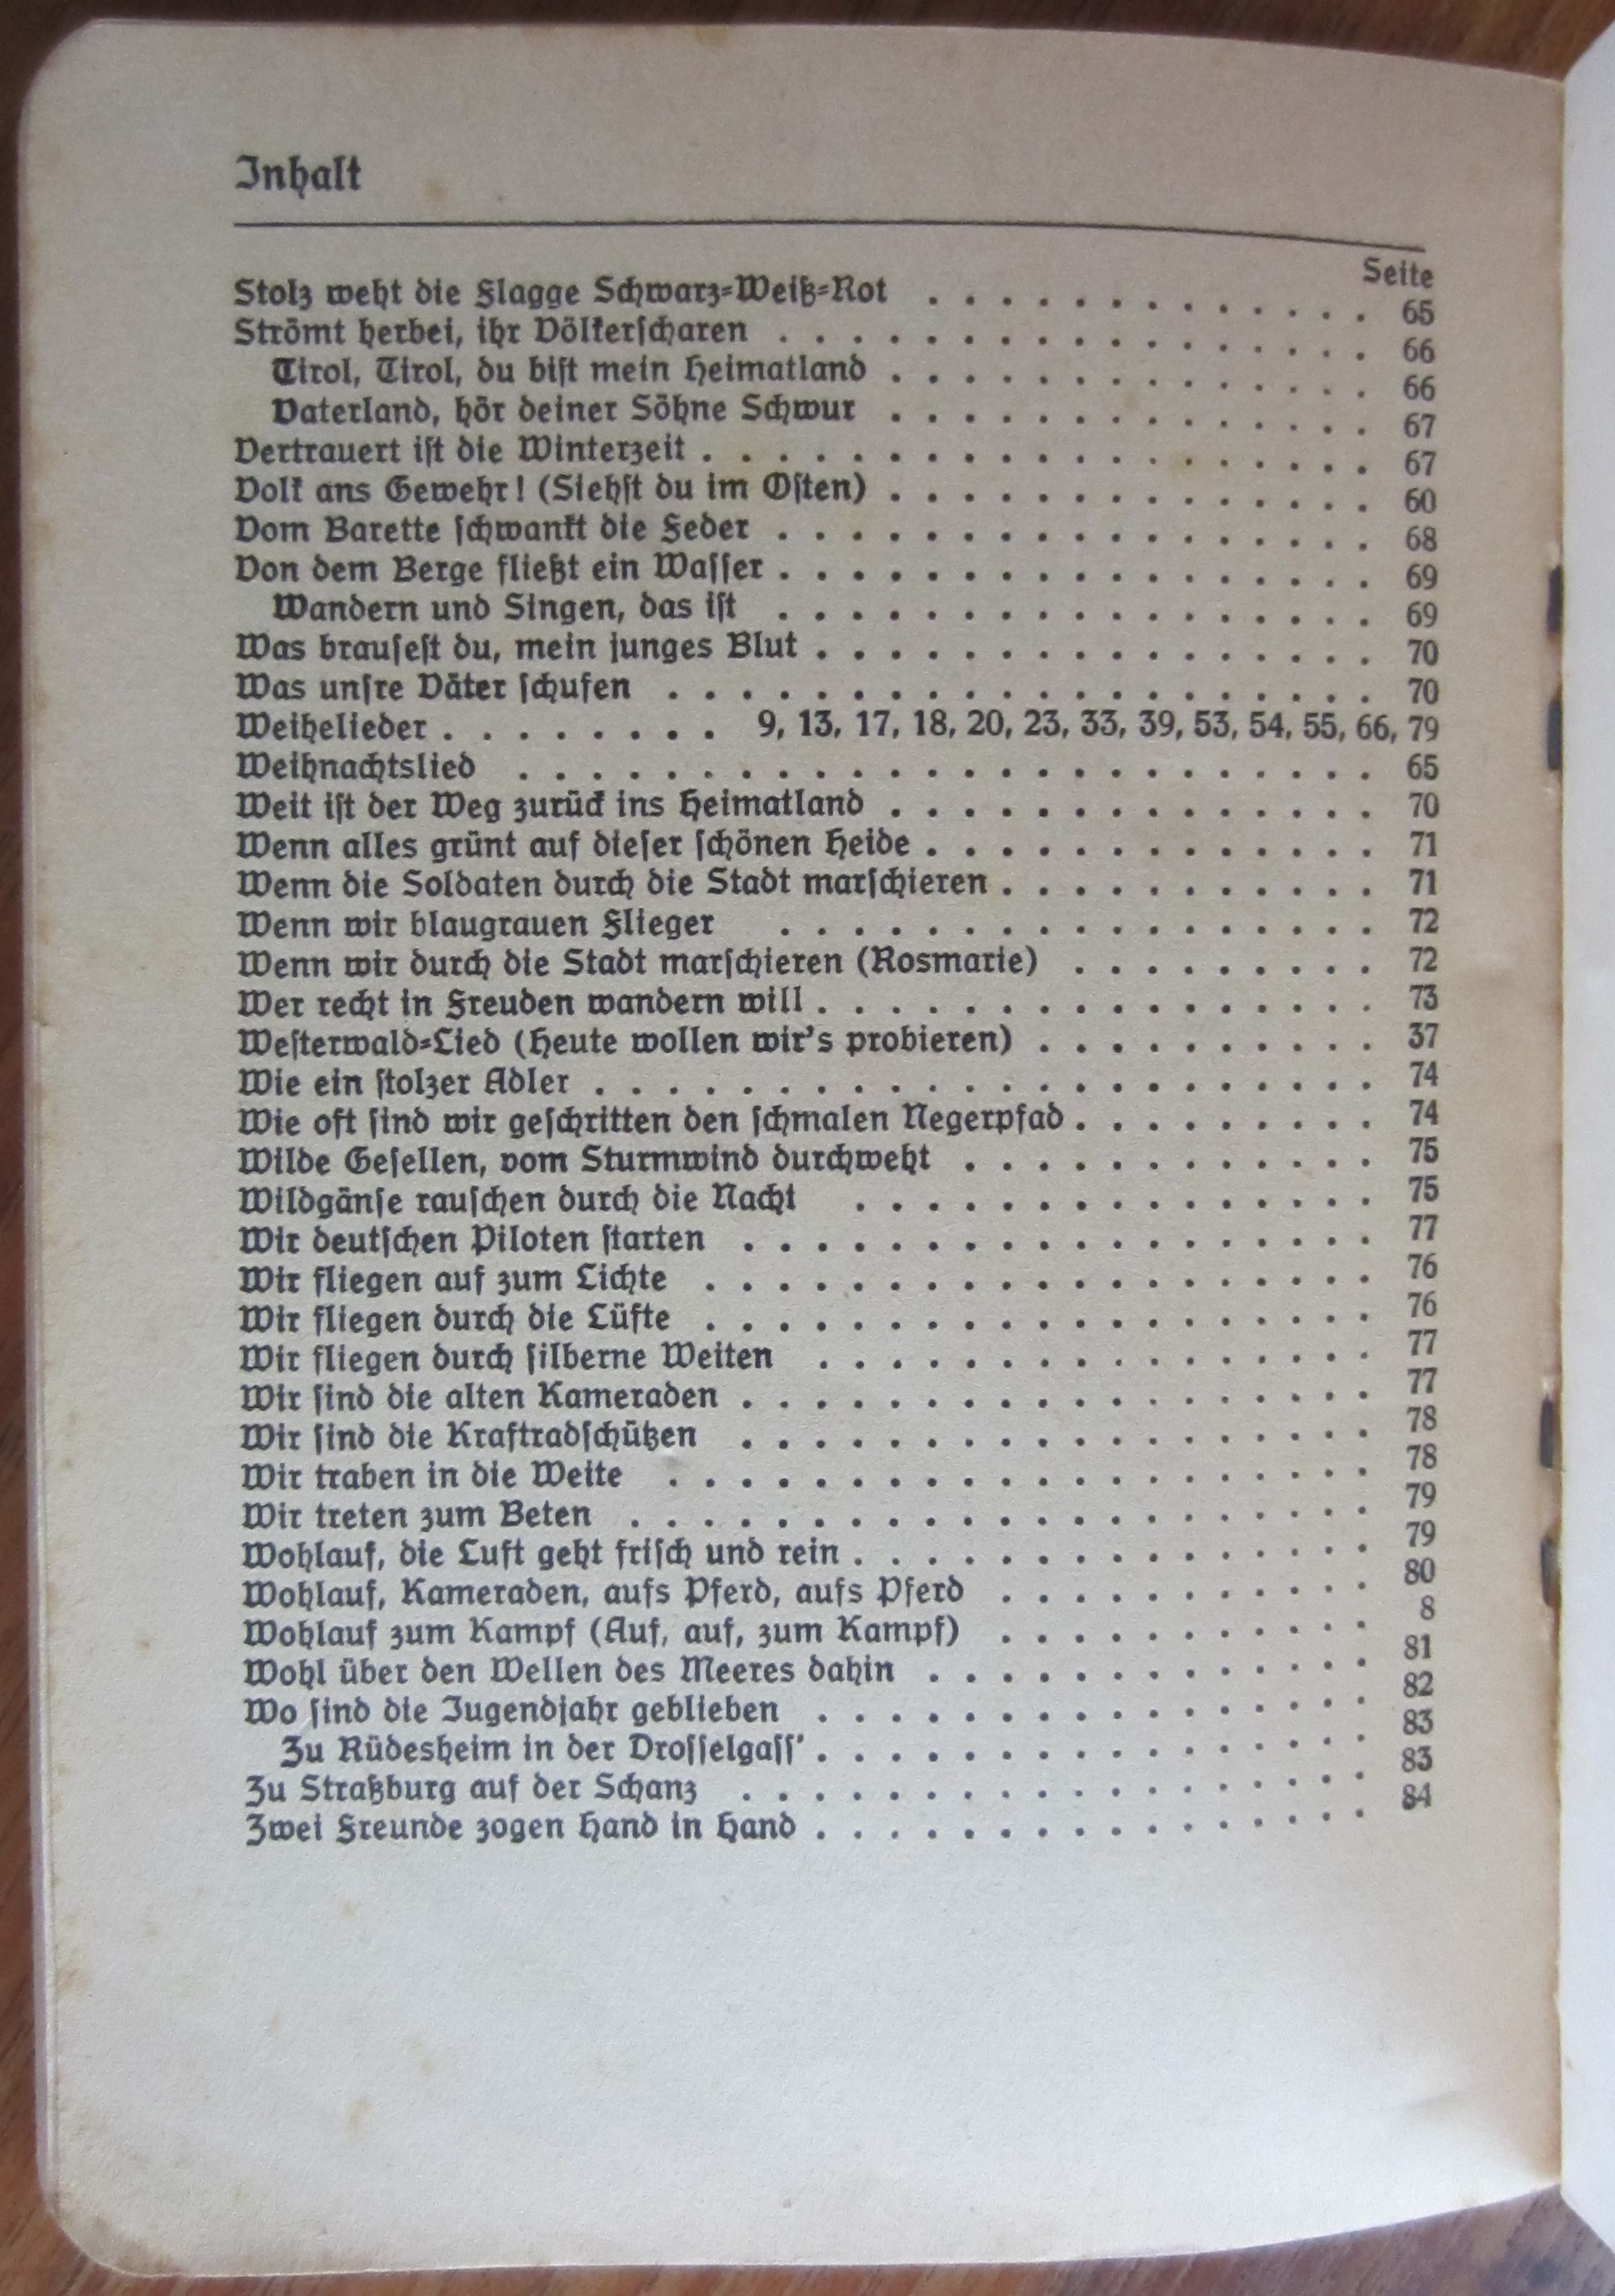 Inhalt
Seite
Stolz weht die Flagge Schwarz-Weiß-Rot . . . . . . . . . . . . 65
Strömt herbei, ihr Völkerscharen . . . . . . . . . . . . . . . . 66
Tirol, Tirol, du bist mein Heimatland . . . . . . . . . . . . . 66
Vaterland, hör deiner Söhne Schwur . . . . . . . . . . . . . 67
Vertrauert ist die Winterzeit . . . . . . . . . . . . . . . . . . 67
Volk ans Gewehr! (Siehst du im Osten) . . . . . . . . . . . . . 60
Vom Barette schwankt die Feder . . . . . . . . . . . . . . . . 68
Von dem Berge fließt ein Wasser . . . . . . . . . . . . . . . . 69
Wandern und Singen, das ist . . . . . . . . . . . . . . . . 69
Was brausest du, mein junges Blut . . . . . . . . . . . . . . . 70
Was unsre Väter schufen . . . . . . . . . . . . . . . . . . . 70
Weihelieder . . . . . . . . 9, 13, 17, 18, 20, 23, 33, 39, 53, 54, 55, 66, 79
Weihnachtslied . . . . . . . . . . . . . . . . . . . . . . . 65
Weit ist der Weg zurück ins Heimatland . . . . . . . . . . . . . 70
Wenn alles grünt auf dieser schönen Heide . . . . . . . . . . . . 71
Wenn die Soldaten durch die Stadt marschieren . . . . . . . . . . 71
Wenn wir blaugrauen Flieger . . . . . . . . . . . . . . . . 72
Wenn wir durch die Stadt marschieren (Rosmarie) . . . . . . . . 72
Wer recht in Freuden wandern will . . . . . . . . . . . . . . . 73
Westerwald-Lied (Heute wollen wir's probieren) . . . . . . . . . 37
Wie ein stolzer Adler . . . . . . . . . . . . . . . . . . . . . 74
Wie oft sind wir geschritten den schmalen Negerpfad . . . . . . . . 74
Wilde Gesellen, vom Sturmwind durchweht . . . . . . . . . . . 75
Wildgänse rauschen durch die Nacht . . . . . . . . . . . . . . 75
Wir deutschen Piloten starten . . . . . . . . . . . . . . . . . 77
Wir fliegen auf zum Lichte . . . . . . . . . . . . . . . . . . 76
Wir fliegen durch die Lüfte . . . . . . . . . . . . . . . . . . 76
Wir fliegen durch silberne Weiten . . . . . . . . . . . . . . . 77
Wir sind die alten Kameraden . . . . . . . . . . . . . . . . . 77
Wir sind die Kraftradschützen . . . . . . . . . . . . . . . . . 78
Wir traben in die Weite . . . . . . . . . . . . . . . . . . . 78
Wir treten zum Beten . . . . . . . . . . . . . . . . . . . . 79
Wohlauf, die Luft geht frisch und rein . . . . . . . . . . . . . . 79
Wohlauf, Kameraden, aufs Pferd, aufs Pferd . . . . . . . . . . 80
Wohlauf zum Kampf (Auf, auf, zum Kampf) . . . . . . . . . . 8
Wohl über den Wellen des Meeres dahin . . . . . . . . . . . . 81
Wo sind die Jugendjahr geblieben . . . . . . . . . . . . . . . 82
Zu Rüdesheim in der Drosselgass' . . . . . . . . . . . . . . . 83
Zu Straßburg auf der Schanz . . . . . . . . . . . . . . . . . 83
Zwei Freunde zogen Hand in Hand . . . . . . . . . . . . . . . 84